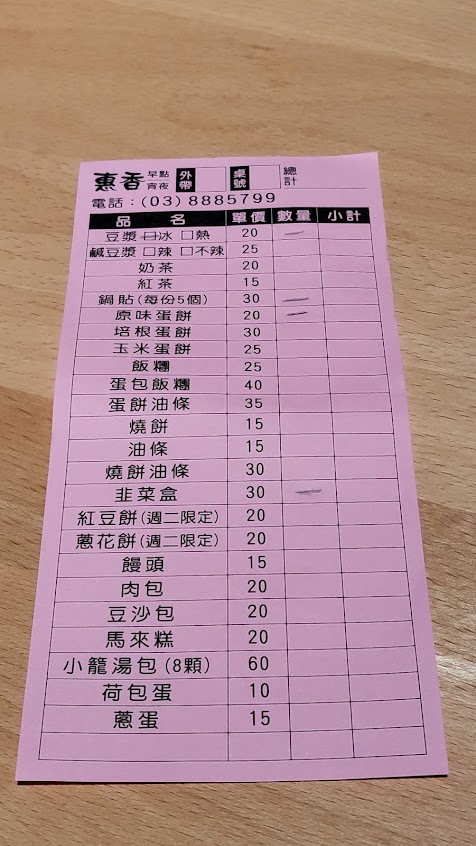 蕙香 早點 宵夜 外帶 桌號 總計
電話：(03) 8885799
品名 單價 數量 小計
豆漿 □冰 □熱 20 一
鹹豆漿 □辣 □不辣 25
奶茶 20
紅茶 15
鍋貼(每份5個) 30 一
原味蛋餅 20 一
培根蛋餅 30
玉米蛋餅 25
飯糰 25
蛋包飯糰 40
蛋餅油條 35
燒餅 15
油條 15
燒餅油條 30
韭菜盒 30 一
紅豆餅(週二限定) 20
蔥花餅(週二限定) 20
饅頭 15
肉包 20
豆沙包 20
馬來糕 20
小籠湯包(8顆) 60
荷包蛋 10
蔥蛋 15